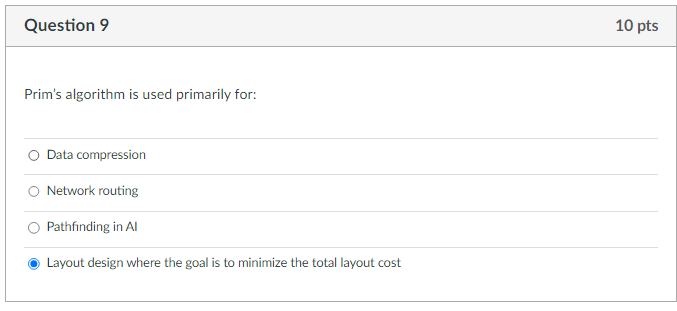 Question 9
10 pts
Prim's algorithm is used primarily for:
Data compression
Network routing
Pathfinding in AI
Layout design where the goal is to minimize the total layout cost